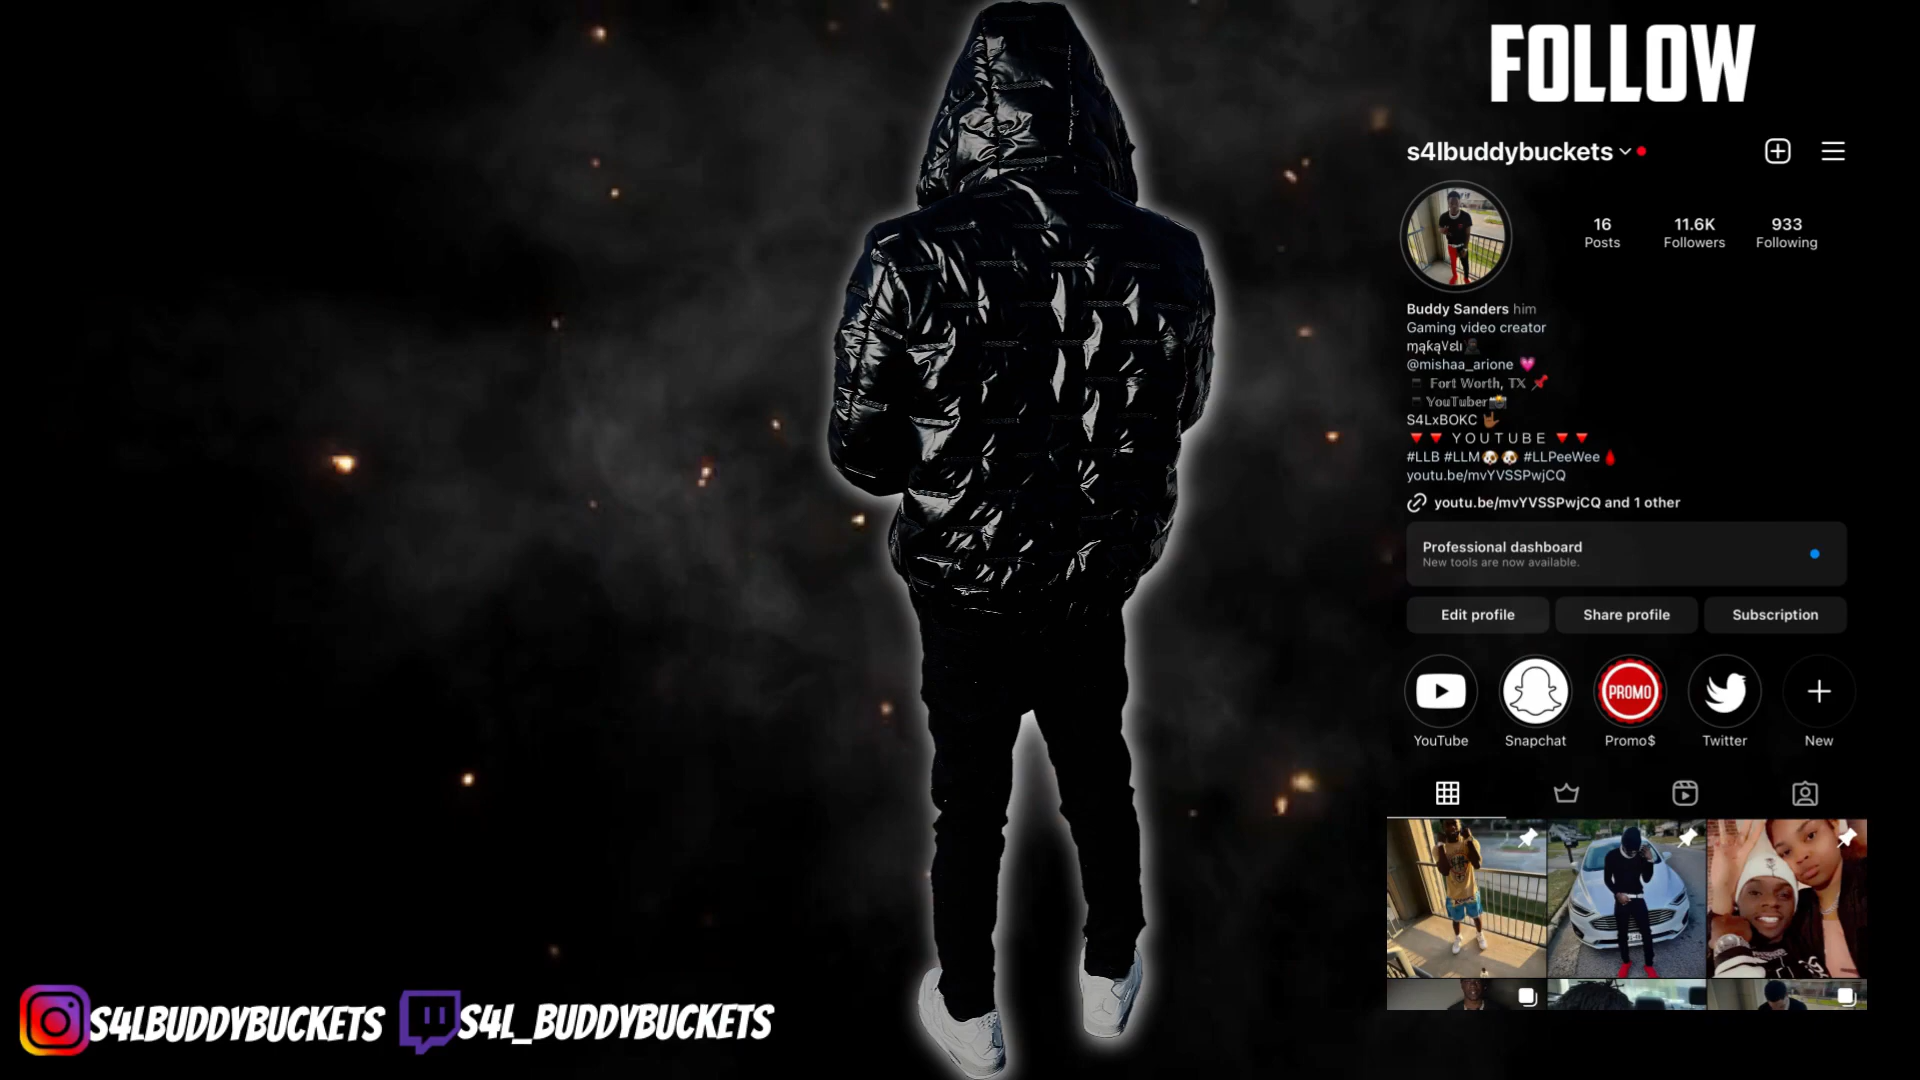 FOLLOW
s4lbuddybuckets
16
Posts
11.6K
Followers
933
Following
Buddy Sanders him
Gaming video creator
ɱąҟąѴɛƖı
@mishaa_arione 💗
𝔽𝕠𝕣𝕥 𝕎𝕠𝕣𝕥𝕙, 𝕋𝕏 📌
𝕐𝕠𝕦𝕋𝕦𝕓𝕖𝕣📸
S4LxBOKC 🤟🏾
🔻🔻 Y O U T U B E 🔻🔻
#LLB #LLM🐶🐶 #LLPeeWee🩸
youtu.be/mvYVSSPwjCQ
youtu.be/mvYVSSPwjCQ and 1 other
Professional dashboard
New tools are now available.
Edit profile
Share profile
Subscription
PROMO
YouTube
Snapchat
Promo$
Twitter
New
S4LBUDDYBUCKETS
S4L_BUDDYBUCKETS